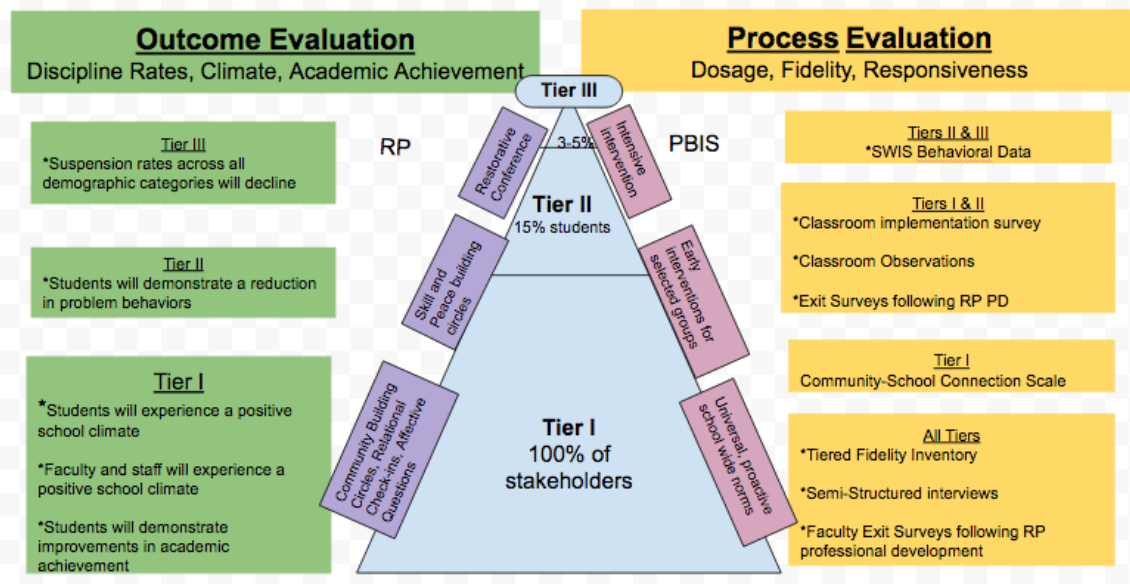 Outcome Evaluation
Discipline Rates, Climate, Academic Achievement
Process Evaluation
Dosage, Fidelity, Responsiveness
Tier III
*Suspension rates across all
demographic categories will decline
Tier II
*Students will demonstrate a reduction
in problem behaviors
Tier I
*Students will experience a positive
school climate
*Faculty and staff will experience a
positive school climate
*Students will demonstrate
improvements in academic
achievement
RP
Restorative
Conference
Skill and
Peace building
circles
Community Building
Circles, Relational
Check-ins, Affective
Questions
Tier III
3-5%
Tier II
15% students
Tier I
100% of
stakeholders
PBIS
Intensive
intervention
Early
interventions for
selected groups
Universal, proactive
school wide norms
Tiers II & III
*SWIS Behavioral Data
Tiers I & II
*Classroom implementation survey
*Classroom Observations
*Exit Surveys following RP PD
Tier I
Community-School Connection Scale
All Tiers
*Tiered Fidelity Inventory
*Semi-Structured interviews
*Faculty Exit Surveys following RP
professional development